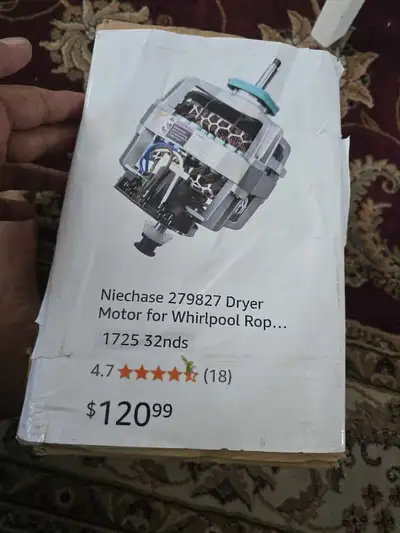 Niechase 279827 Dryer
Motor for Whirlpool Rop...
1725 32nds
4.7 (18)
$120.99